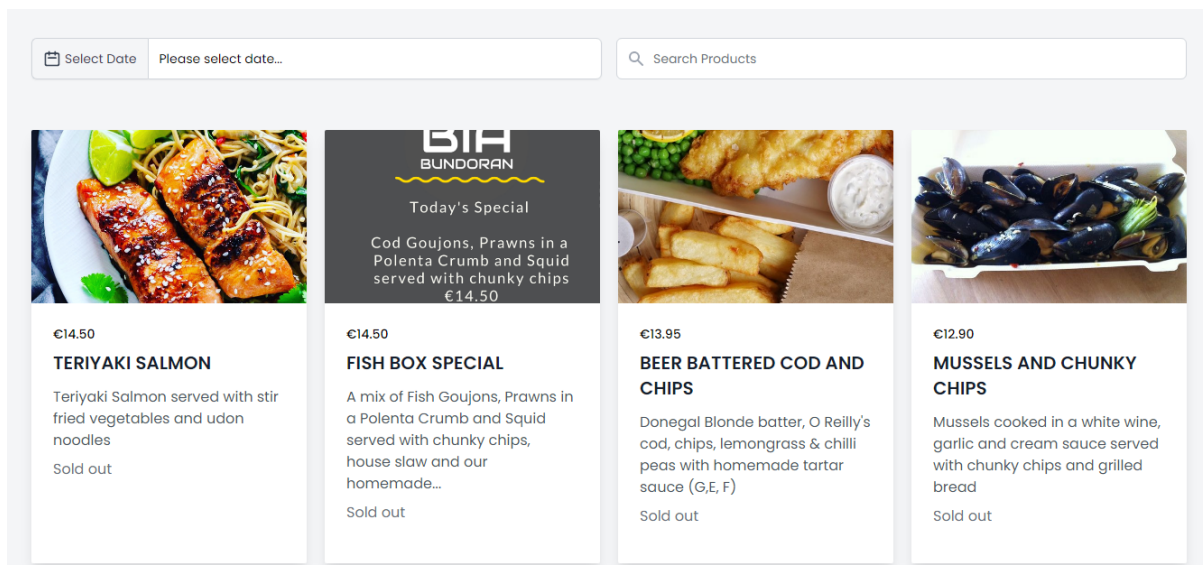 Select Date
Please select date...
Search Products
BIA
BUNDORAN
Today's Special
Cod Goujons, Prawns in a
Polenta Crumb and Squid
served with chunky chips
€14.50
€14.50
TERIYAKI SALMON
Teriyaki Salmon served with stir
fried vegetables and udon
noodles
Sold out
€14.50
FISH BOX SPECIAL
A mix of Fish Goujons, Prawns in
a Polenta Crumb and Squid
served with chunky chips,
house slaw and our
homemade...
Sold out
€13.95
BEER BATTERED COD AND
CHIPS
Donegal Blonde batter, O Reilly's
cod, chips, lemongrass & chilli
peas with homemade tartar
sauce (G,E, F)
Sold out
€12.90
MUSSELS AND CHUNKY
CHIPS
Mussels cooked in a white wine,
garlic and cream sauce served
with chunky chips and grilled
bread
Sold out